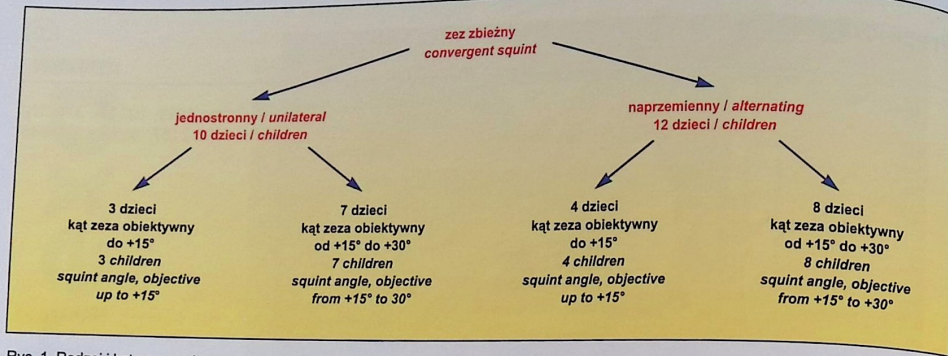 zez zbieżny
convergent squint
jednostronny / unilateral
10 dzieci / children
naprzemienny / alternating
12 dzieci / children
3 dzieci
kąt zeza obiektywny
do +15°
3 children
squint angle, objective
up to +15°
7 dzieci
kąt zeza obiektywny
od +15° do +30°
7 children
squint angle, objective
from +15° to 30°
4 dzieci
kąt zeza obiektywny
do +15°
4 children
squint angle, objective
up to +15°
8 dzieci
kąt zeza obiektywny
od +15° do +30°
8 children
squint angle, objective
from +15° to +30°
Ryc. 1. Rodzaj i